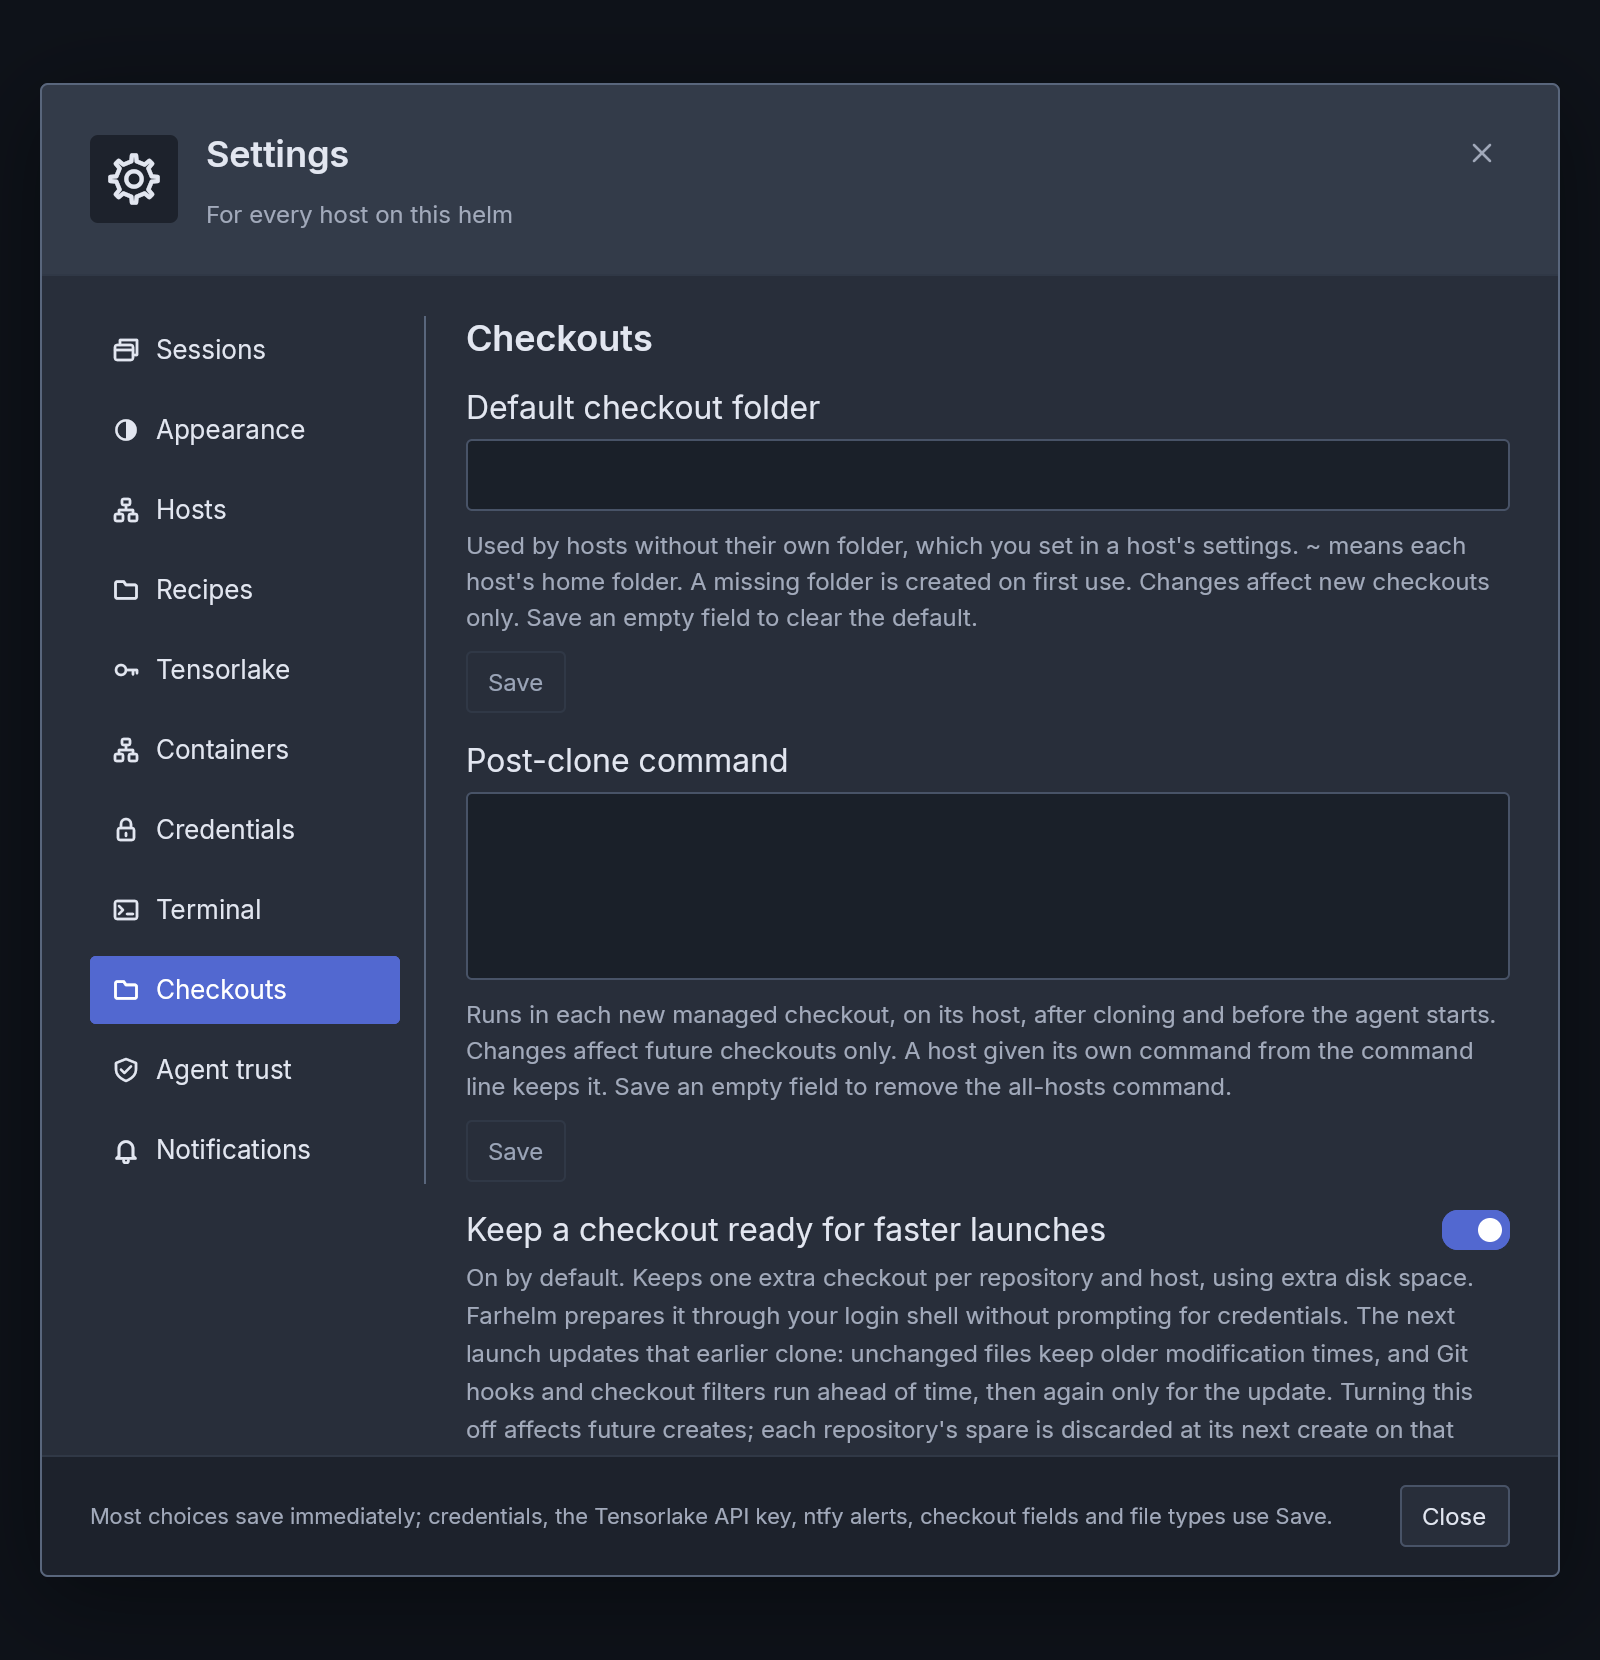 Settings
For every host on this helm
Sessions
Appearance
Hosts
Recipes
Tensorlake
Containers
Credentials
Terminal
Checkouts
Agent trust
Notifications
Checkouts
Default checkout folder
Used by hosts without their own folder, which you set in a host's settings. ~ means each
host's home folder. A missing folder is created on first use. Changes affect new checkouts
only. Save an empty field to clear the default.
Save
Post-clone command
Runs in each new managed checkout, on its host, after cloning and before the agent starts.
Changes affect future checkouts only. A host given its own command from the command
line keeps it. Save an empty field to remove the all-hosts command.
Save
Keep a checkout ready for faster launches
On by default. Keeps one extra checkout per repository and host, using extra disk space.
Farhelm prepares it through your login shell without prompting for credentials. The next
launch updates that earlier clone: unchanged files keep older modification times, and Git
hooks and checkout filters run ahead of time, then again only for the update. Turning this
off affects future creates; each repository's spare is discarded at its next create on that
Most choices save immediately; credentials, the Tensorlake API key, ntfy alerts, checkout fields and file types use Save.
Close